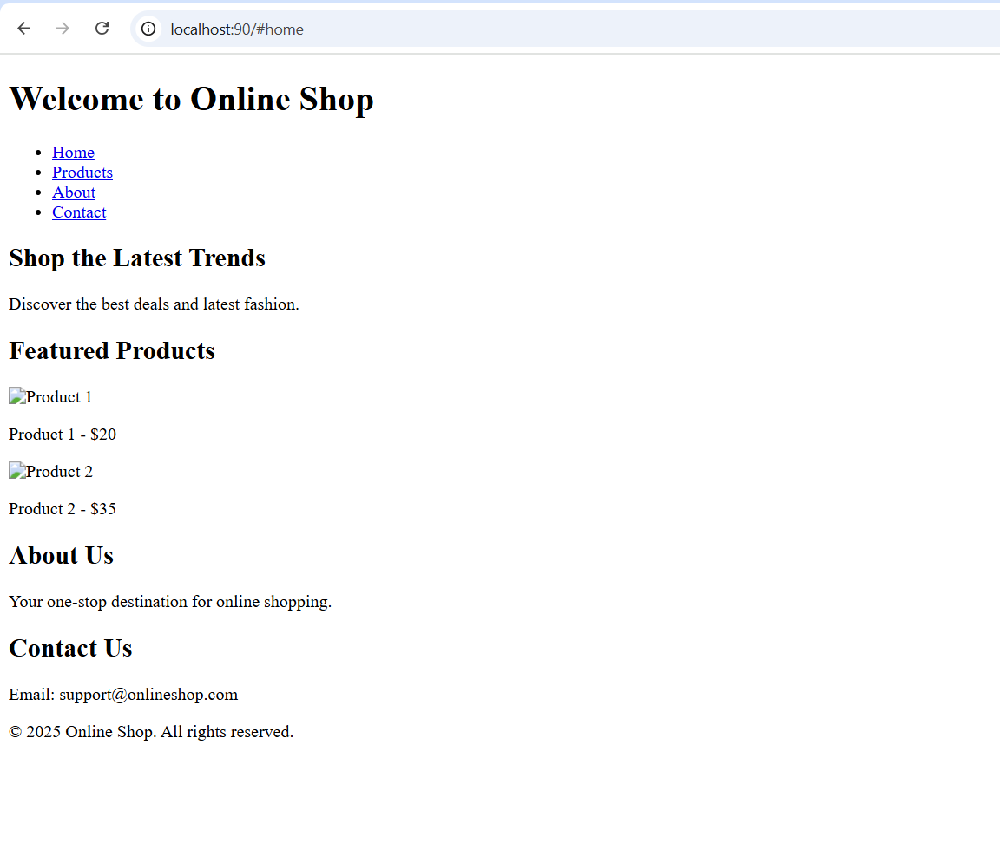 localhost:90/#home
Welcome to Online Shop
Home
Products
About
Contact
Shop the Latest Trends
Discover the best deals and latest fashion.
Featured Products
Product 1
Product 1 - $20
Product 2
Product 2 - $35
About Us
Your one-stop destination for online shopping.
Contact Us
Email: support@onlineshop.com
© 2025 Online Shop. All rights reserved.